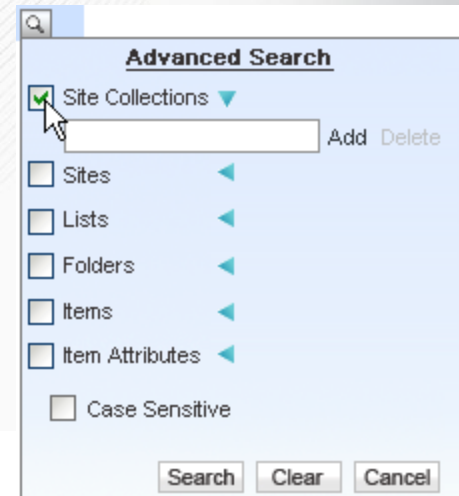 Advanced Search
Site Collections
Add Delete
Sites
Lists
Folders
Items
Item Attributes
Case Sensitive
Search Clear Cancel